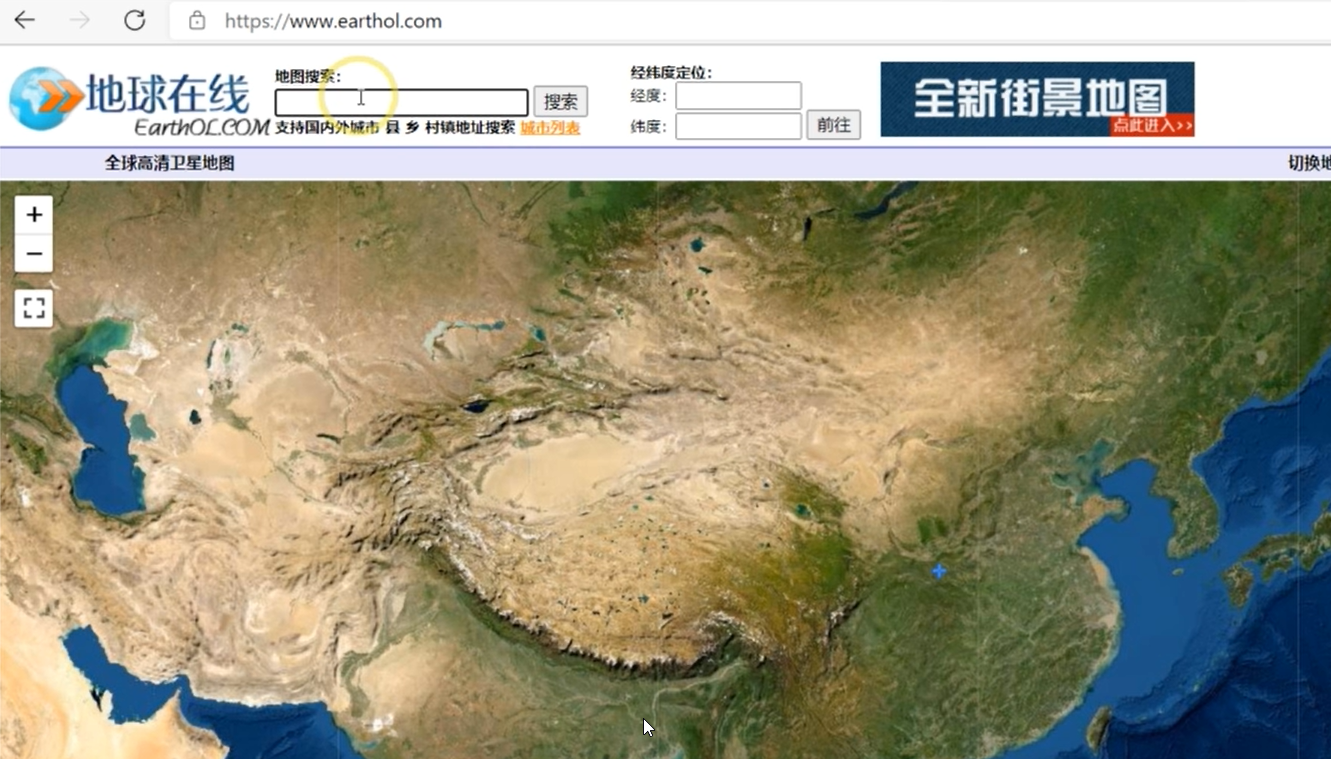 https://www.earthol.com
地球在线
EarthOL.COM
地图搜索：
搜索
支持国内外城市 县 乡 村镇地址搜索 城市列表
经纬度定位：
经度：
纬度：
前往
全新街景地图
点此进入>>
全球高清卫星地图
切换地
+
−